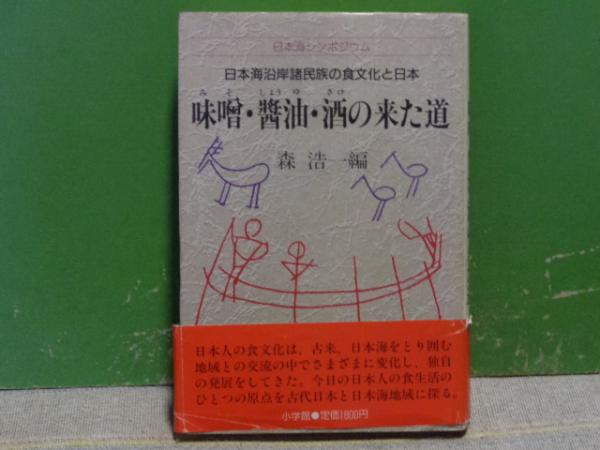 日本海シンポジウム
日本海沿岸諸民族の食文化と日本
みそ しょうゆ さけ
味噌・醬油・酒の来た道
森浩一編
日本人の食文化は、古来、日本海をとり囲む
地域との交流の中でさまざまに変化し、独自
の発展をしてきた。今日の日本人の食生活の
ひとつの原点を古代日本と日本海地域に探る。
小学館●定価1800円